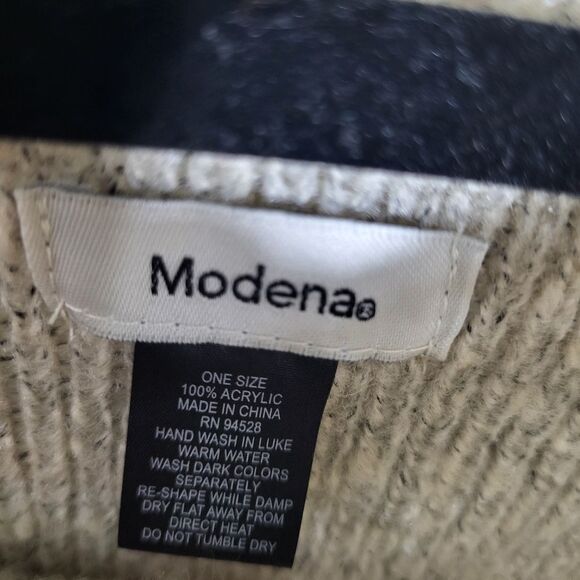 Modena®
ONE SIZE
100% ACRYLIC
MADE IN CHINA
RN 94528
HAND WASH IN LUKE
WARM WATER
WASH DARK COLORS
SEPARATELY
RE-SHAPE WHILE DAMP
DRY FLAT AWAY FROM
DIRECT HEAT
DO NOT TUMBLE DRY